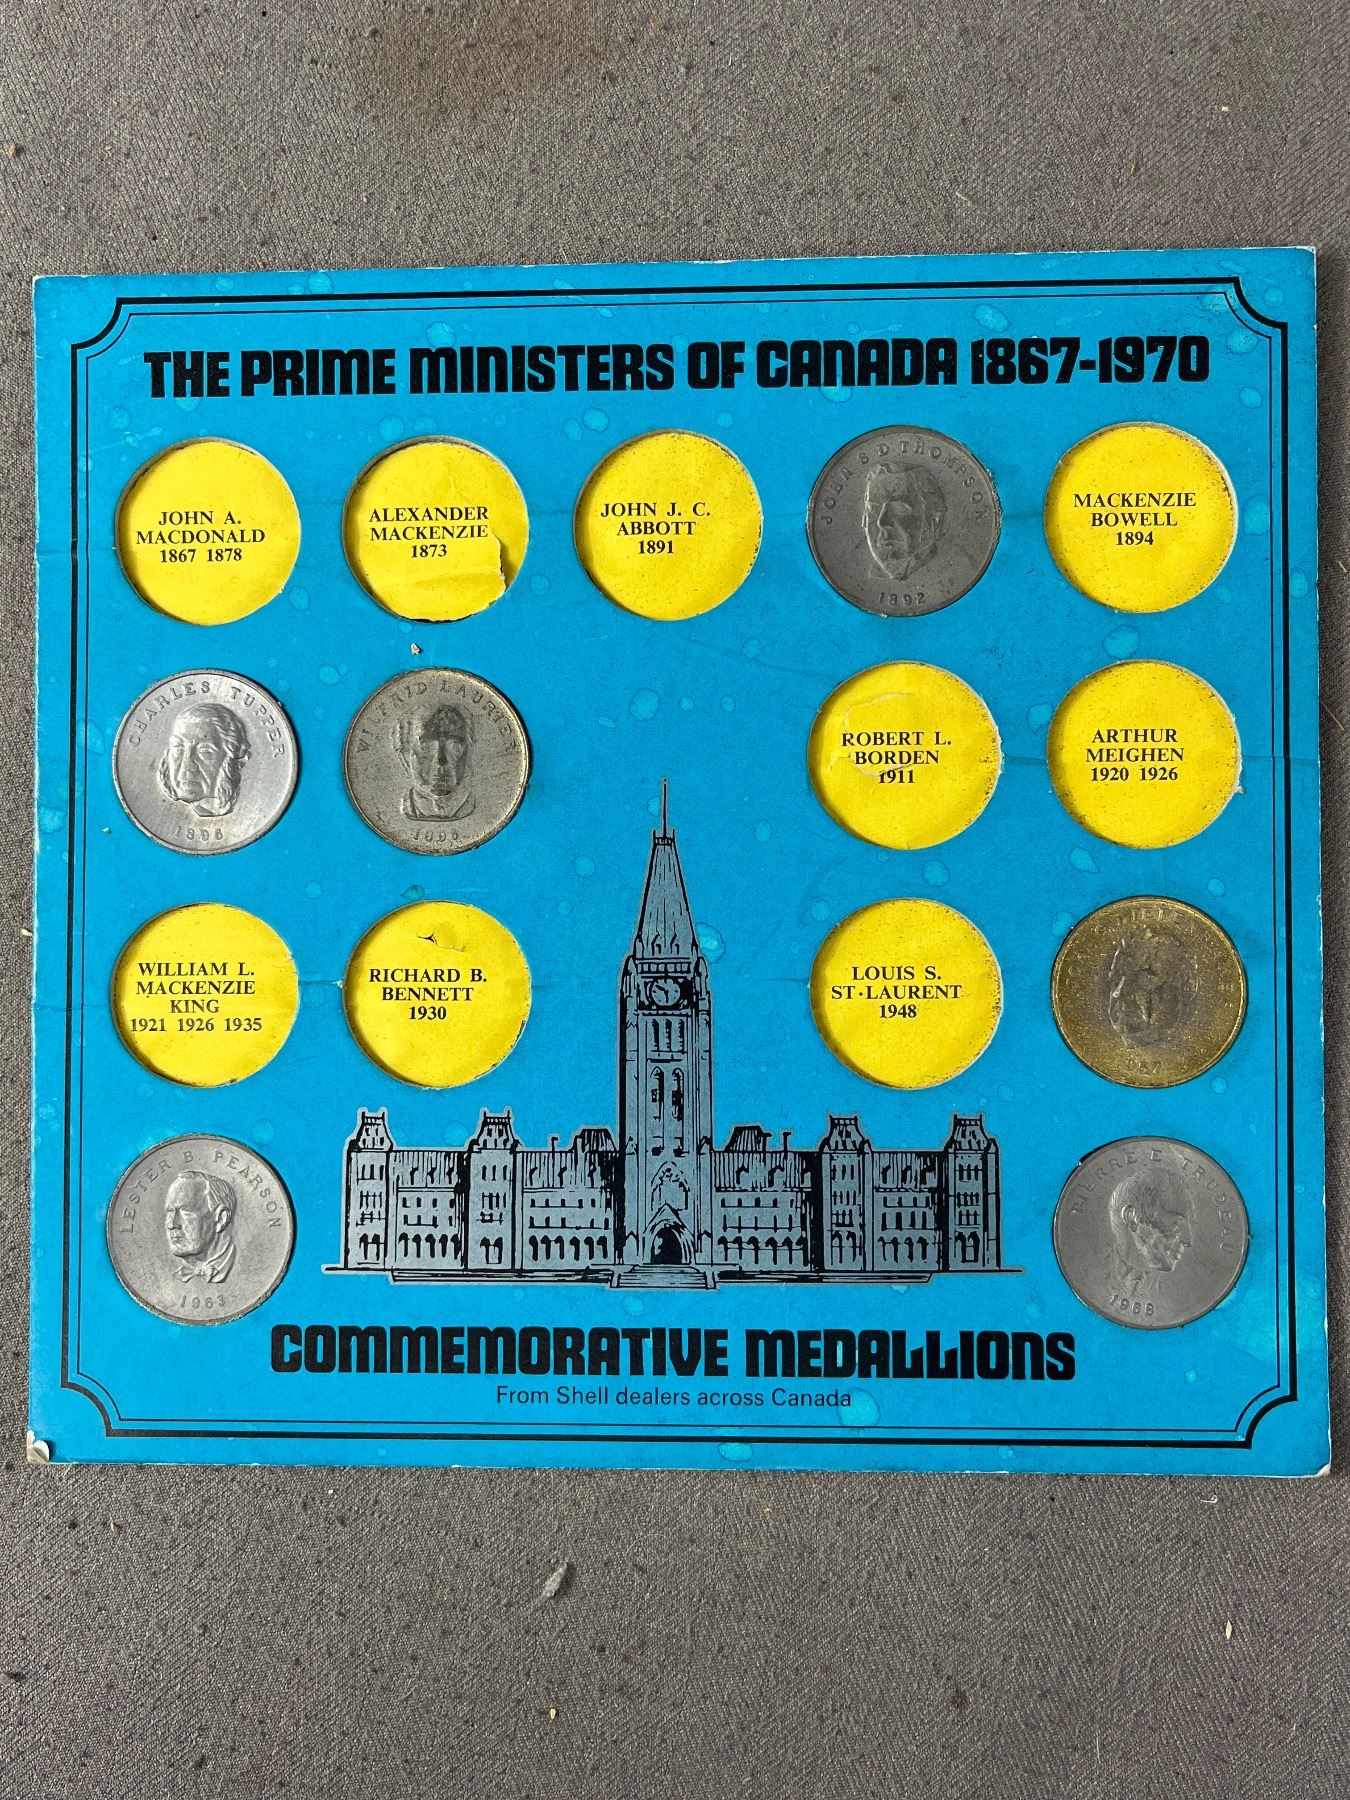 THE PRIME MINISTERS OF CANADA 1867-1970
JOHN A.
MACDONALD
1867 1878
ALEXANDER
MACKENZIE
1873
JOHN J. C.
ABBOTT
1891
JOHN S D THOMPSON
1892
MACKENZIE
BOWELL
1894
CHARLES TUPPER
1896
WILFRID LAURIER
1896
ROBERT L.
BORDEN
1911
ARTHUR
MEIGHEN
1920 1926
WILLIAM L.
MACKENZIE
KING
1921 1926 1935
RICHARD B.
BENNETT
1930
LOUIS S.
ST·LAURENT
1948
LESTER B PEARSON
1963
PIERRE E TRUDEAU
1968
COMMEMORATIVE MEDALLIONS
From Shell dealers across Canada